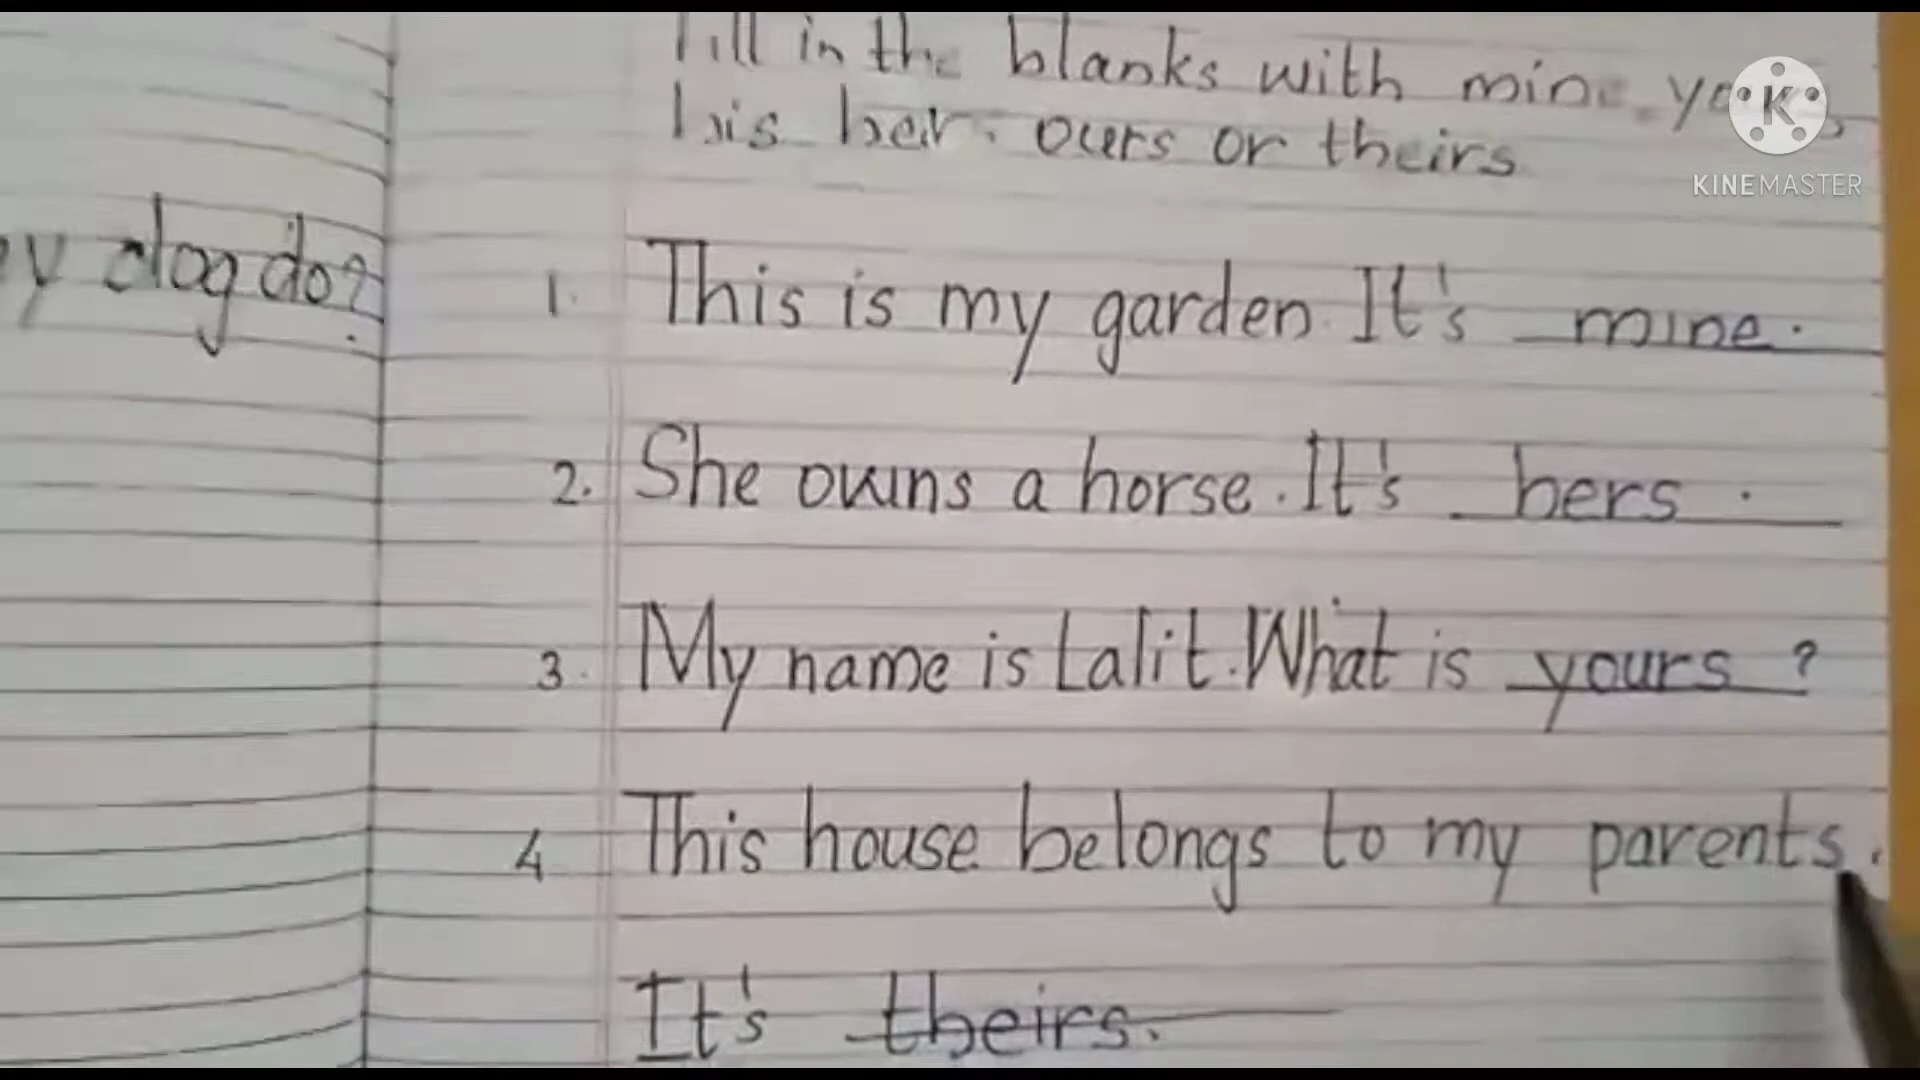 Fill in the blanks with mine
his her. ours or theirs
KINEMASTER
y dog do?
1. This is my garden. It's mine.
2. She owns a horse. It's hers.
3. My name is Lalit. What is yours?
4 This house belongs to my parents.
It's theirs.